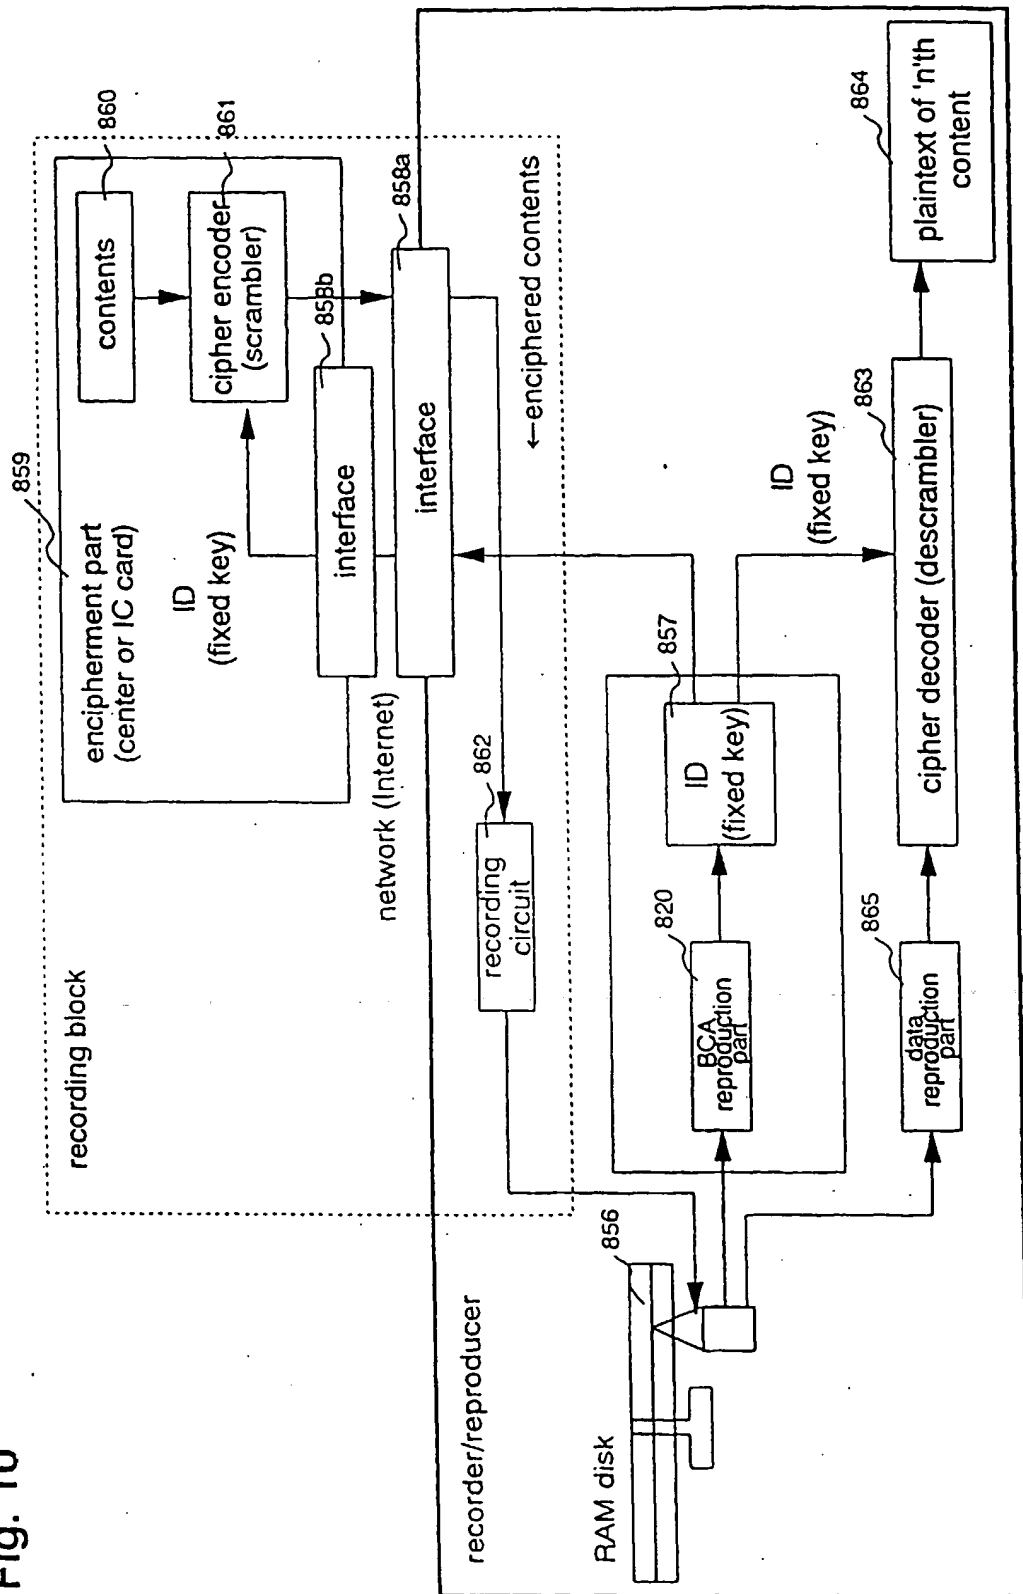 Fig.
859
860
861
recording block
encipherment part
(center or IC card)
contents
ID
(fixed key)
cipher encoder
(scrambler)
858b
interface
858a
network (Internet)
interface
862
recording
circuit
←enciphered contents
recorder/reproducer
RAM disk
856
820
857
BCA
reproduction
part
ID
(fixed key)
ID
(fixed key)
865
863
864
data
reproduction
part
cipher decoder (descrambler)
plaintext of 'n'th
content